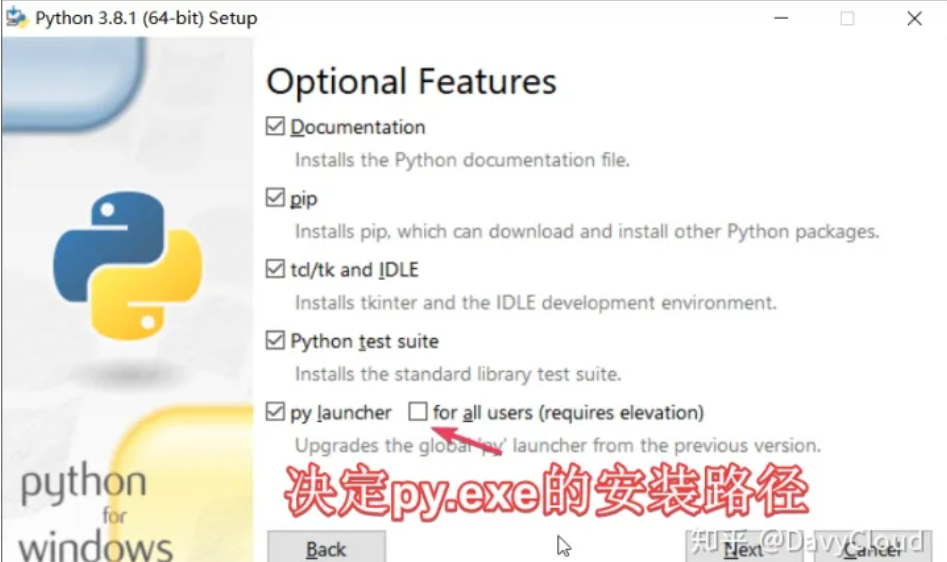 Python 3.8.1 (64-bit) Setup
Optional Features
Documentation
Installs the Python documentation file.
pip
Installs pip, which can download and install other Python packages.
tcl/tk and IDLE
Installs tkinter and the IDLE development environment.
Python test suite
Installs the standard library test suite.
py launcher for all users (requires elevation)
Upgrades the global 'py' launcher from the previous version.
决定py.exe的安装路径
python
for
windows
Back
Next
Cancel
知乎 @DavyCloud